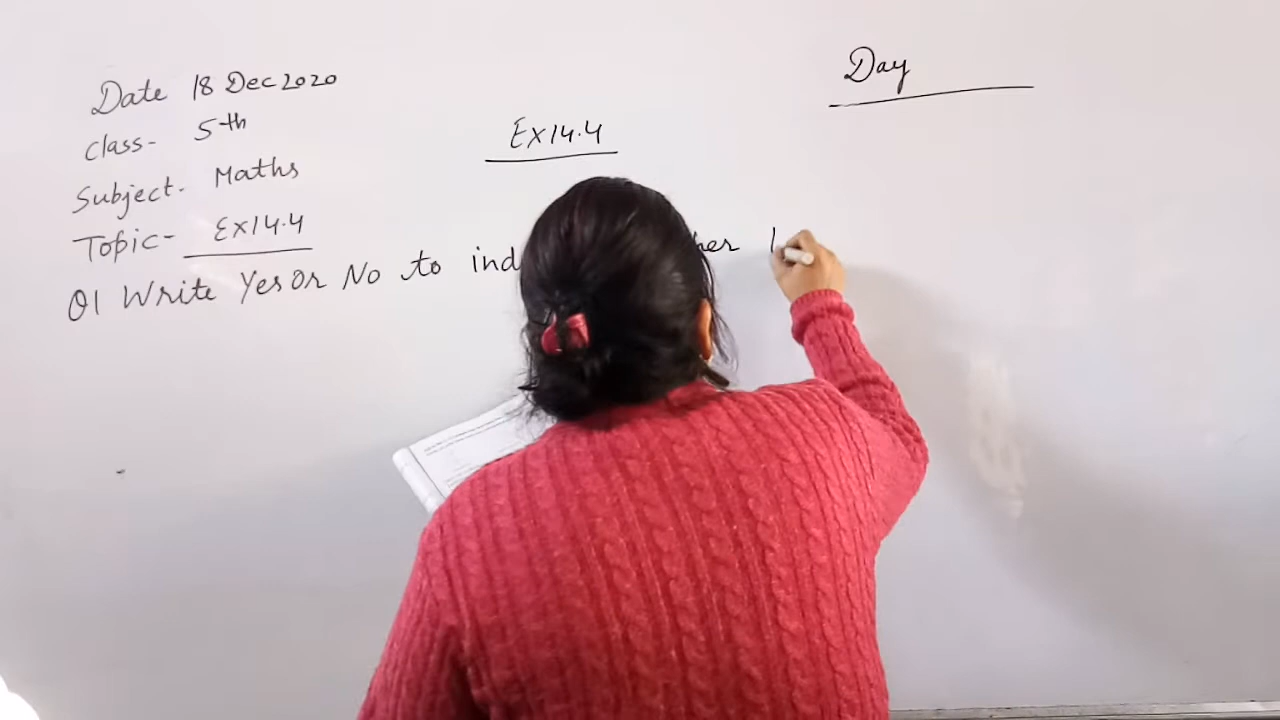 Date 18 Dec 2020
Day
Class- 5th
Ex14.4
Subject- Maths
Topic- Ex14.4
Q1 Write Yes Or No to ind her